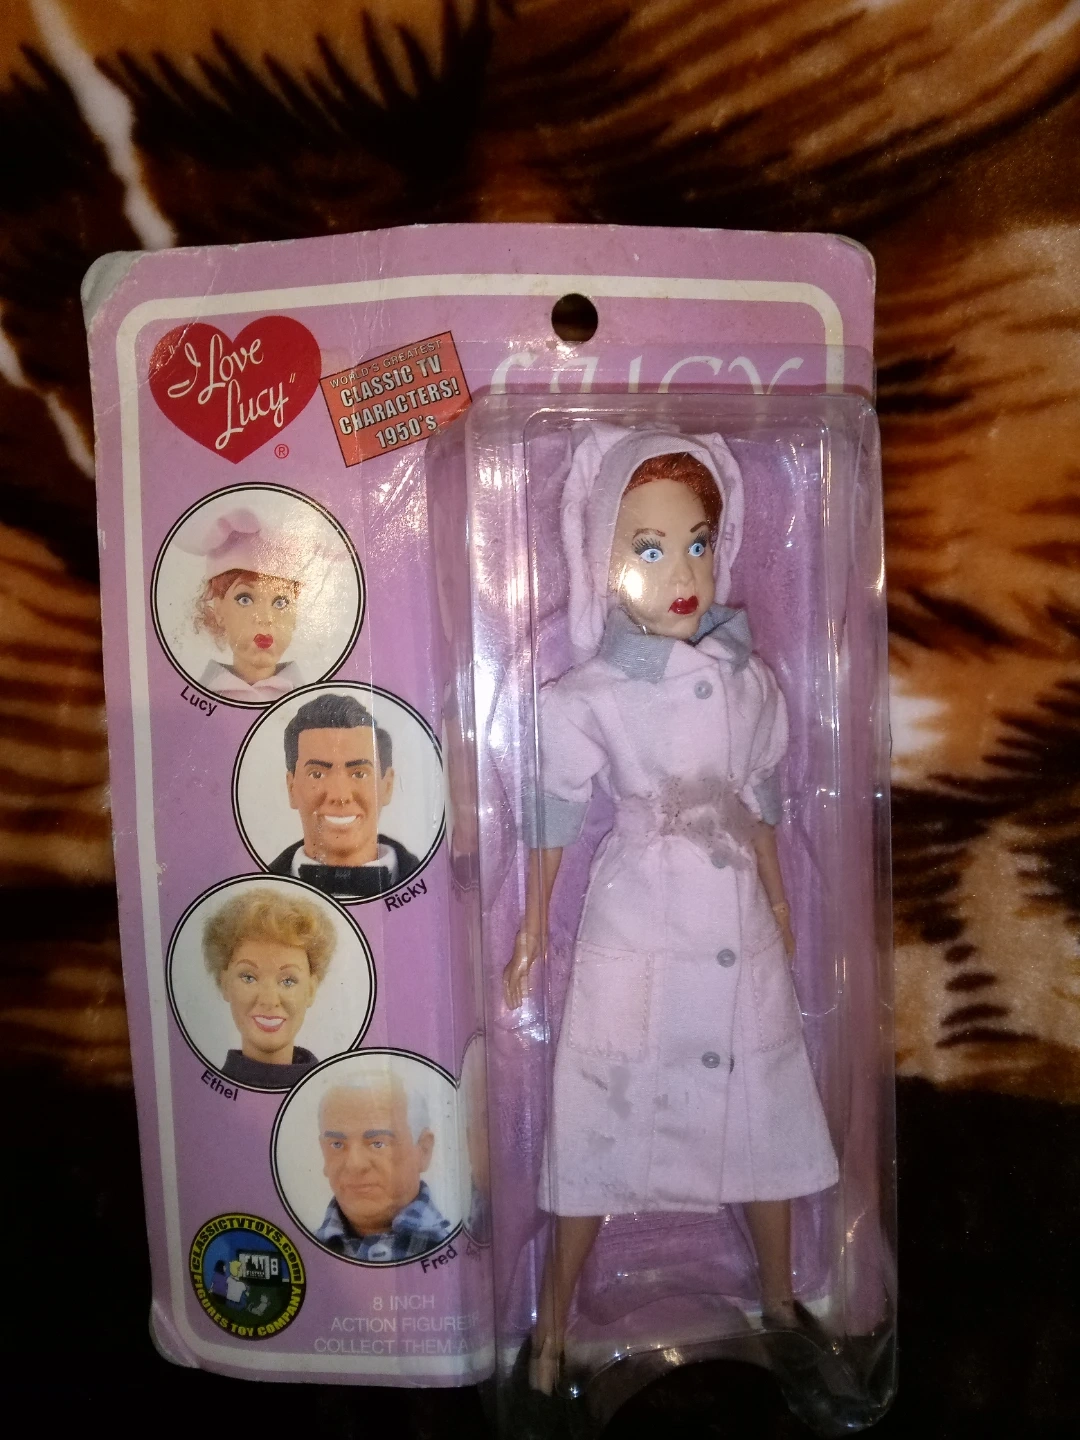 "I Love
Lucy"
®
WORLD'S GREATEST
CLASSIC TV
CHARACTERS!
1950's
LUCY
Lucy
Ricky
Ethel
Fred
CLASSICTVTOYS.COM
FIGURES TOY COMPANY
8 INCH
ACTION FIGURE
COLLECT THEM